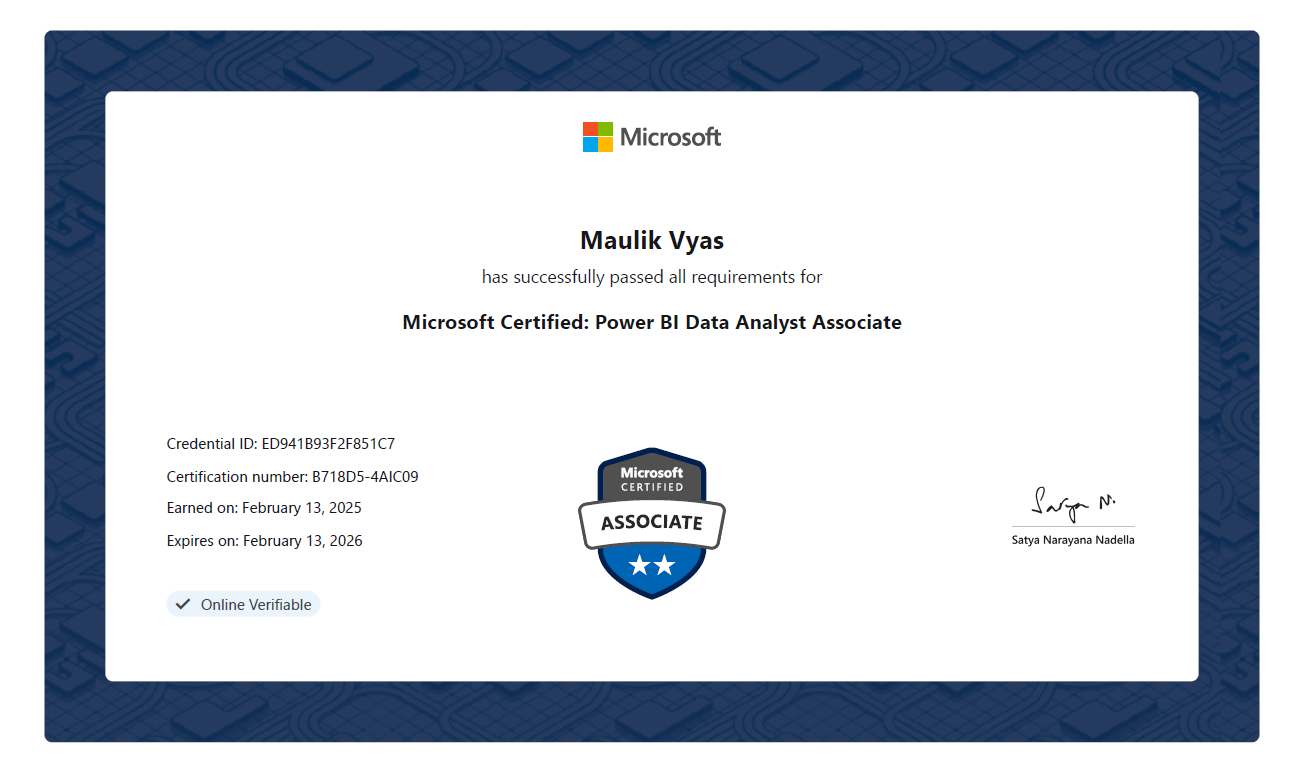 Microsoft
Maulik Vyas
has successfully passed all requirements for
Microsoft Certified: Power BI Data Analyst Associate
Credential ID: ED941B93F2F851C7
Certification number: B718D5-4AIC09
Earned on: February 13, 2025
Expires on: February 13, 2026
Online Verifiable
Microsoft
CERTIFIED
ASSOCIATE
Satya N.
Satya Narayana Nadella